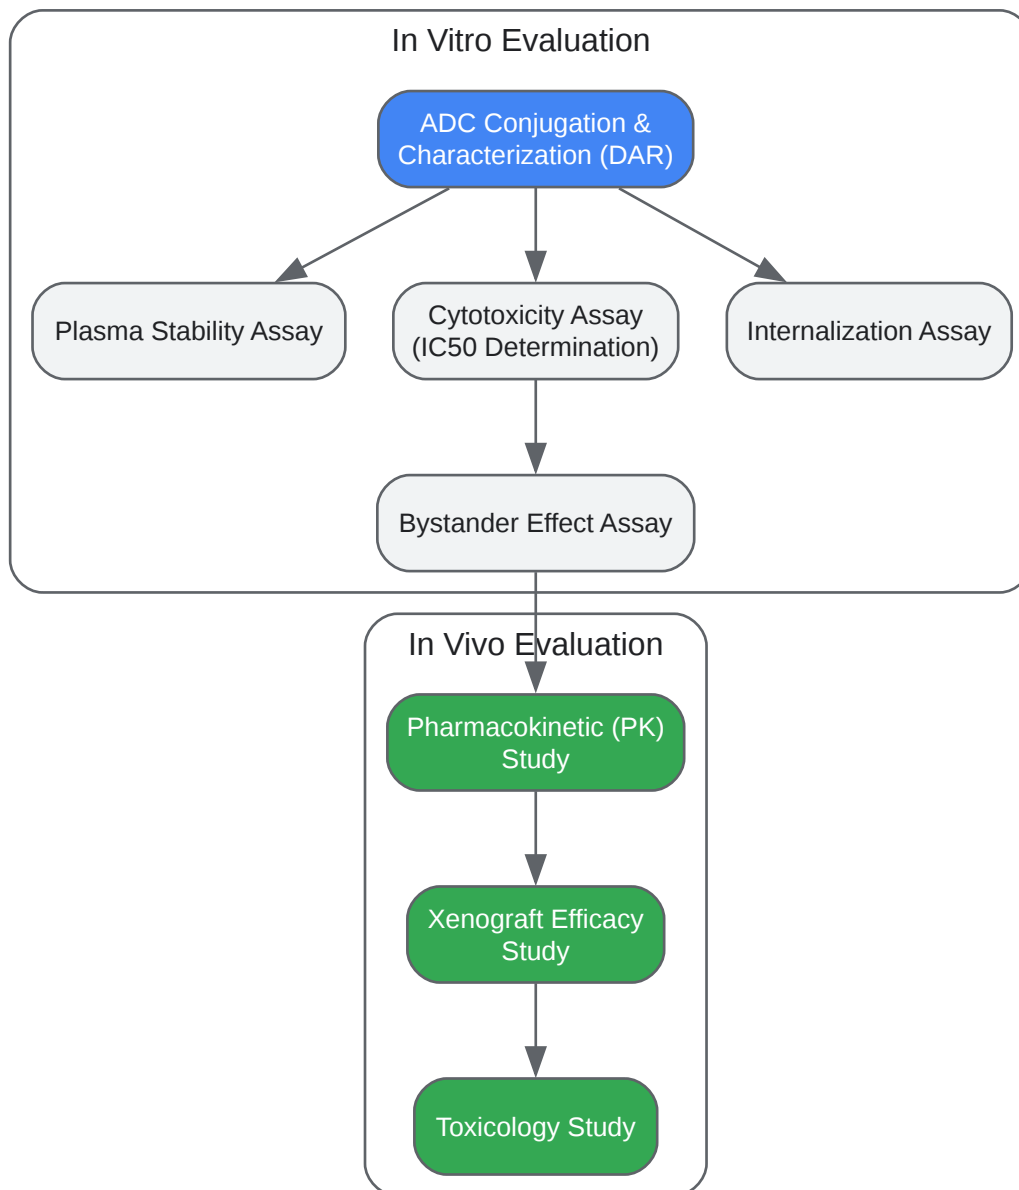 In Vitro Evaluation
ADC Conjugation &
Characterization (DAR)
Plasma Stability Assay
Cytotoxicity Assay
(IC50 Determination)
Internalization Assay
Bystander Effect Assay
In Vivo Evaluation
Pharmacokinetic (PK)
Study
Xenograft Efficacy
Study
Toxicology Study